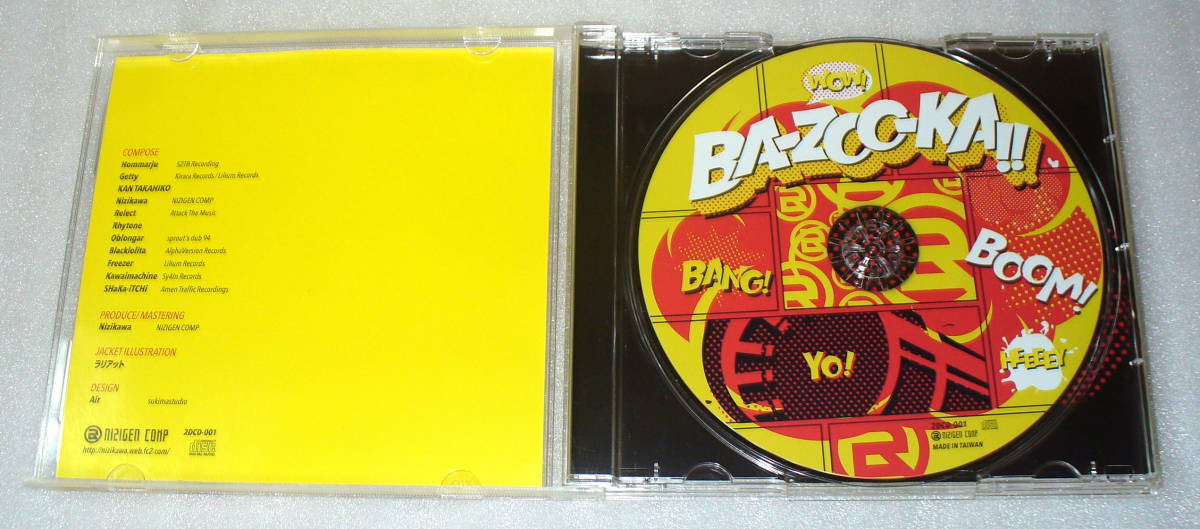 COMPOSE
Hommarju S2TB Recording
Getty Kirara Records / Lilium Records
KAN TAKAHIKO
Nizikawa NIZIGEN COMP
Relect Attack The Music
Rhytone
Oblongar sprout's dub 94
Blacklolita AlphaVersion Records
Freezer Lilium Records
Kawaimachine Sy4In Records
SHaKa-iTCHi Amen Traffic Recordings
PRODUCE/ MASTERING
Nizikawa NIZIGEN COMP
JACKET ILLUSTRATION
ラリアット
DESIGN
Air sukimastudio
NIZIGEN COMP 2DCD-001
http://nizikawa.web.fc2.com/
WOW!
BA-ZOO-KA!!
BANG!
BOOM!
YO!
HEEEEY
2DCD-001
NIZIGEN COMP
MADE IN TAIWAN